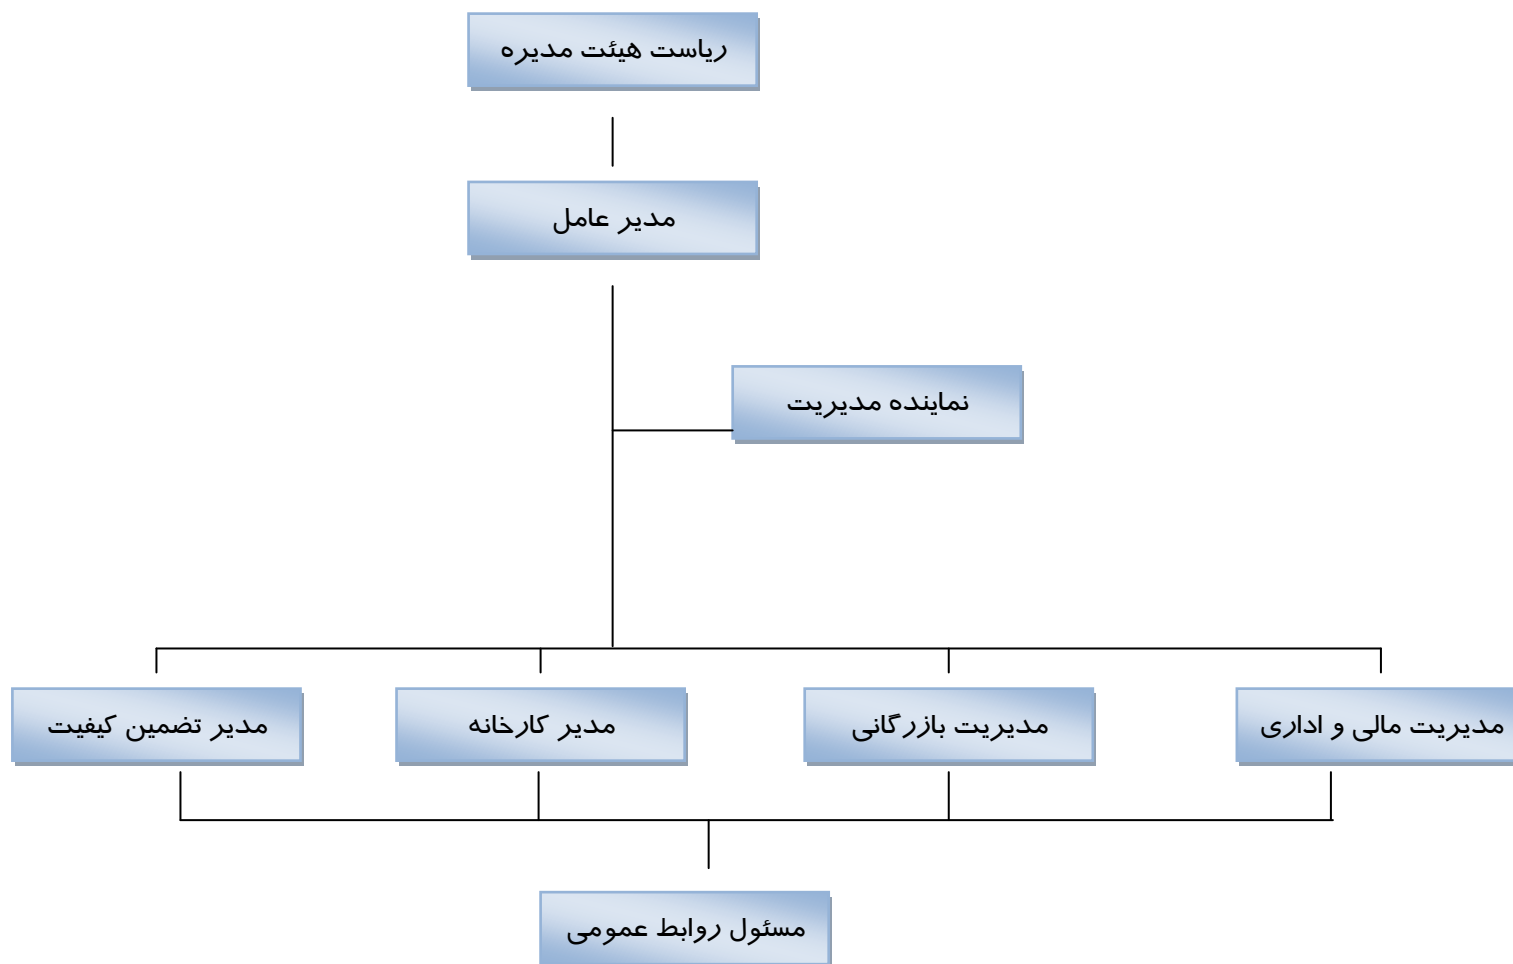 ریاست هیئت مدیره
مدیر عامل
نماینده مدیریت
مدیریت مالی و اداری
مدیریت بازرگانی
مدیر کارخانه
مدیر تضمین کیفیت
مسئول روابط عمومی